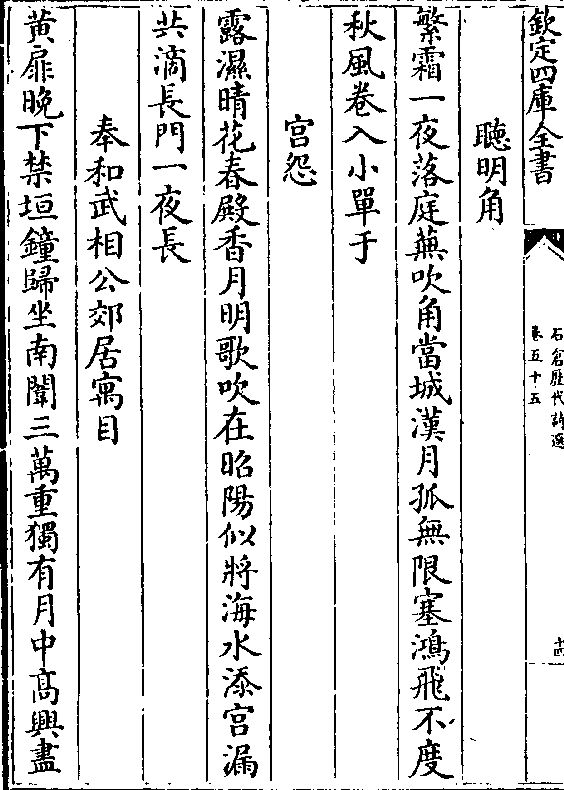 欽定四庫全書
石倉歷代詩選
卷五十五
十四
聽明角
繁霜一夜落庭蕪吹角當城漢月孤無限塞鴻飛不度
秋風卷入小單于
宮怨
露濕晴花春殿香月明歌吹在昭陽似將海水添宮漏
共滴長門一夜長
奉和武相公郊居寓目
黃扉晚下禁垣鐘歸坐南闈三萬重獨有月中高興盡